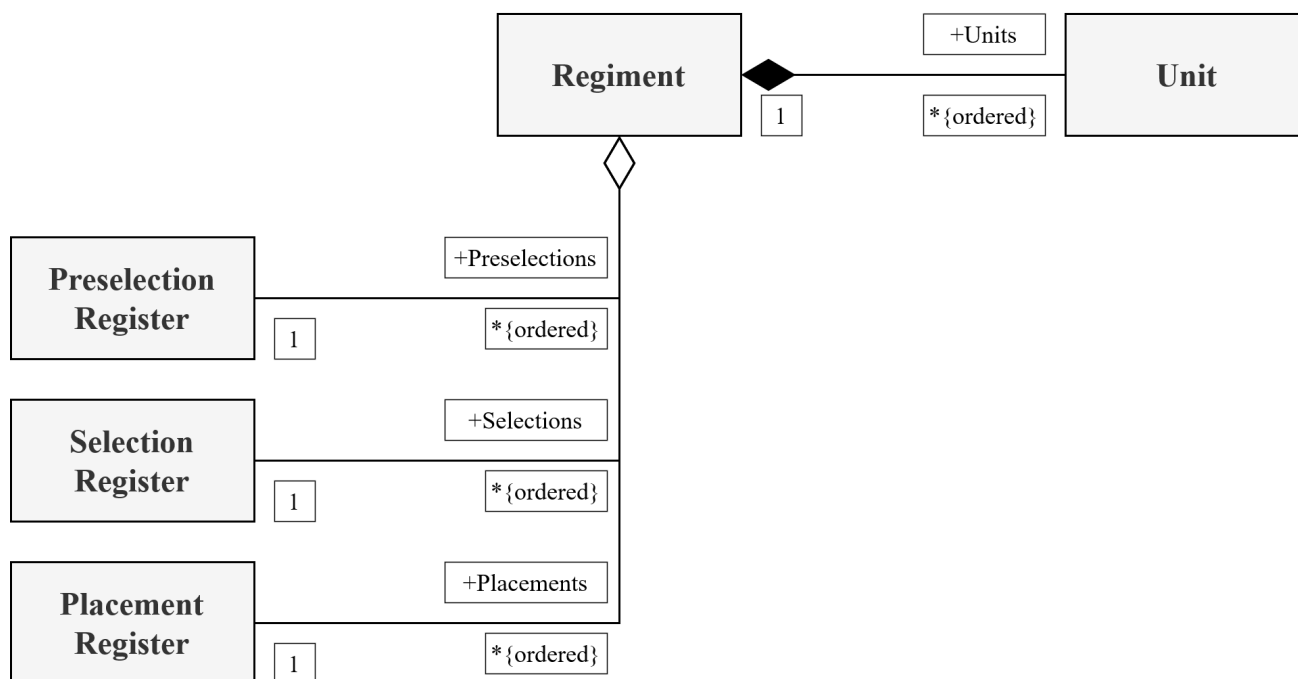 +Units
Regiment
Unit
1
*{ordered}
+Preselections
Preselection
Register
*{ordered}
1
+Selections
Selection
Register
*{ordered}
1
+Placements
Placement
Register
*{ordered}
1